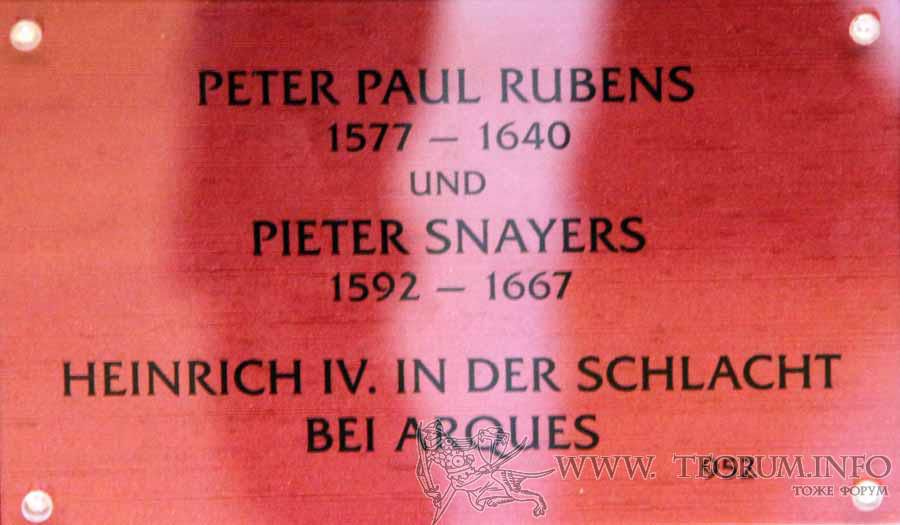 PETER PAUL RUBENS
1577 – 1640
UND
PIETER SNAYERS
1592 – 1667
HEINRICH IV. IN DER SCHLACHT
BEI ARQUES
WWW. TFORUM.INFO
ТОЖЕ ФОРУМ